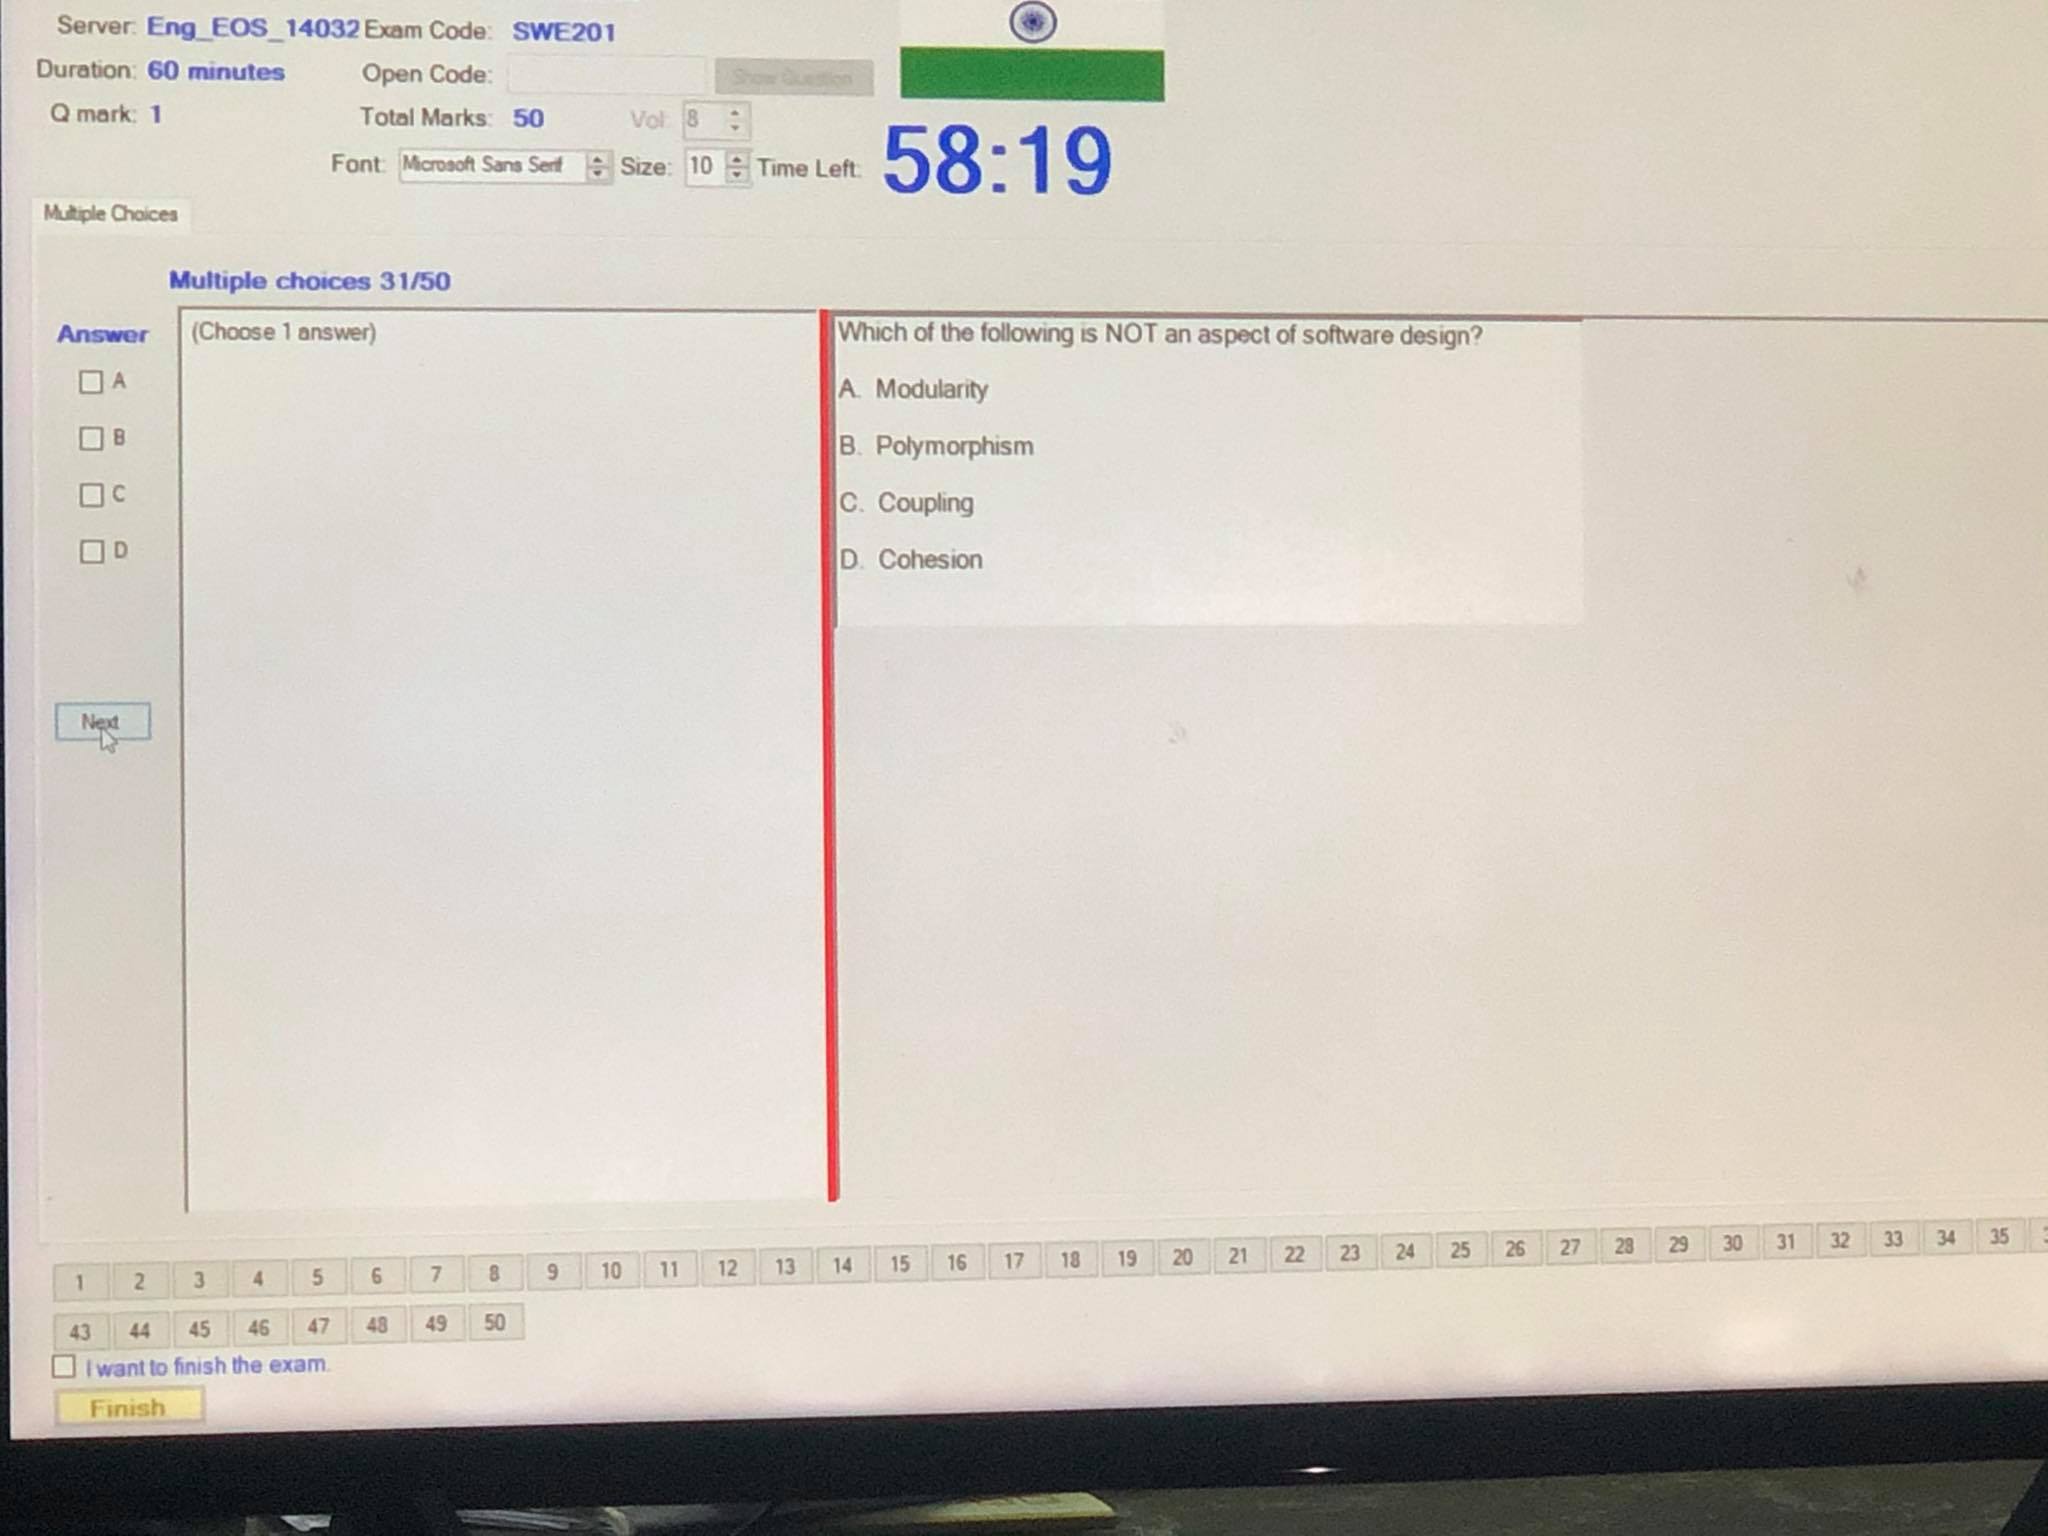 Server: Eng_EOS_14032 Exam Code: SWE201
Duration: 60 minutes Open Code: Show Question
Q mark: 1 Total Marks: 50 Vol: 8
Font: Microsoft Sans Serif Size: 10 Time Left: 58:19
Multiple Choices
Multiple choices 31/50
Answer
A
B
C
D
Next
(Choose 1 answer)
Which of the following is NOT an aspect of software design?
A. Modularity
B. Polymorphism
C. Coupling
D. Cohesion
1 2 3 4 5 6 7 8 9 10 11 12 13 14 15 16 17 18 19 20 21 22 23 24 25 26 27 28 29 30 31 32 33 34 35
43 44 45 46 47 48 49 50
I want to finish the exam.
Finish